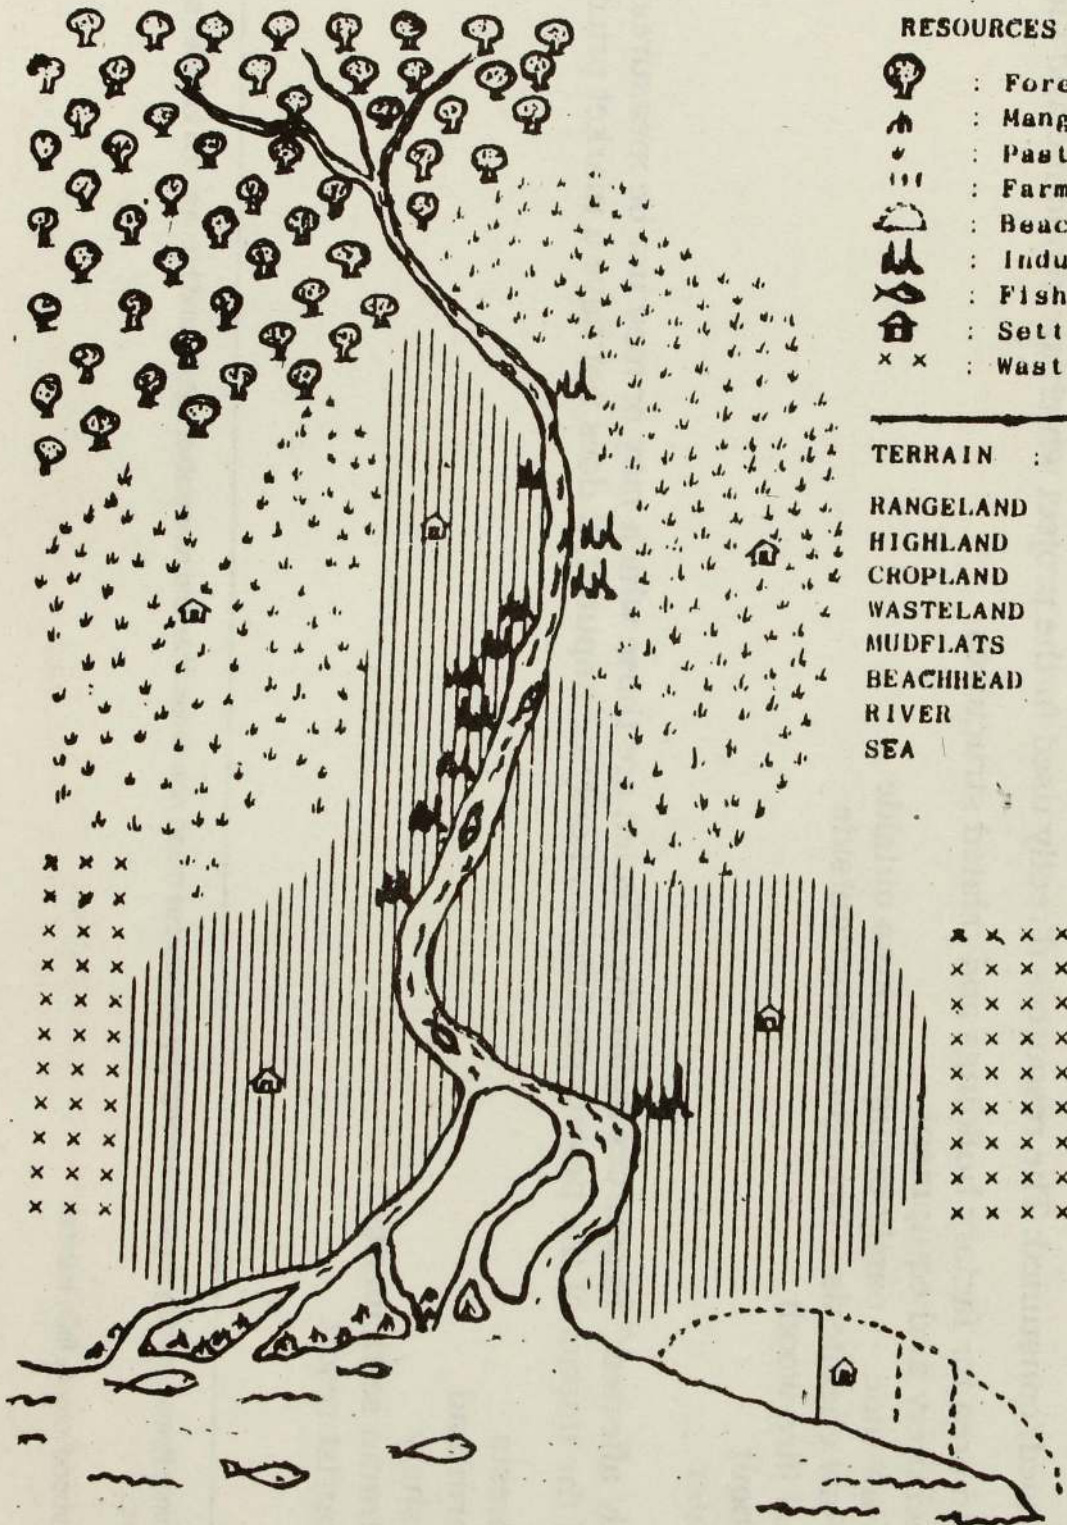 RESOURCES
: Fore
: Mang
: Past
: Farm
: Beac
: Indu
: Fish
: Sett
x x : Wast
TERRAIN :
RANGELAND
HIGHLAND
CROPLAND
WASTELAND
MUDFLATS
BEACHHEAD
RIVER
SEA